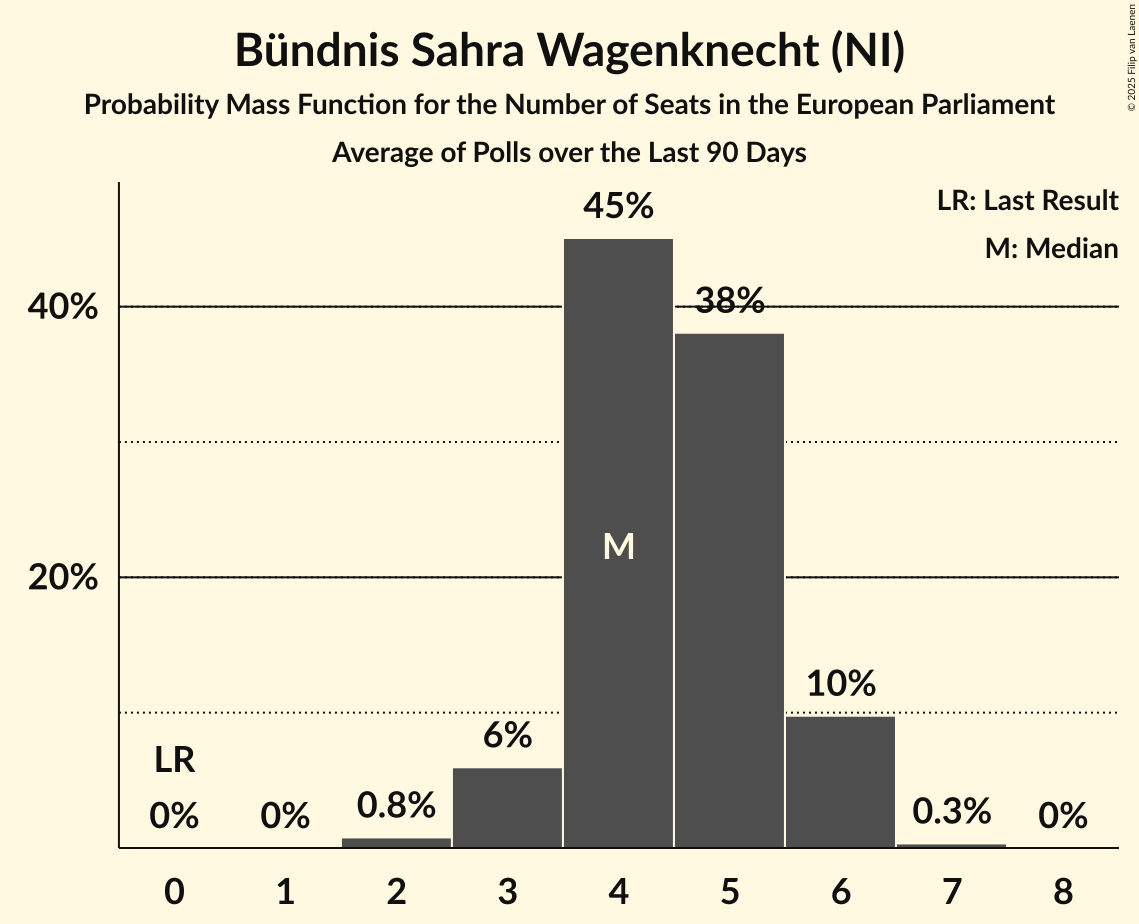 Bündnis Sahra Wagenknecht (NI)
Probability Mass Function for the Number of Seats in the European Parliament
Average of Polls over the Last 90 Days
© 2025 Filip van Laenen
LR: Last Result
M: Median
45%
38%
40%
M
20%
10%
6%
LR
0%
0%
0.8%
0.3%
0%
0
1
2
3
4
5
6
7
8